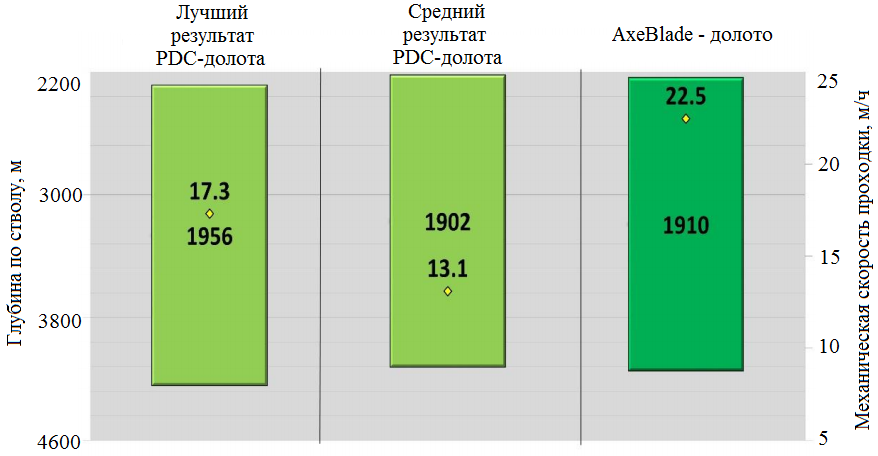 Лучший
результат
PDC-долота
Средний
результат
PDC-долота
AxeBlade - долото
Глубина по стволу, м
2200
3000
3800
4600
17.3
1956
1902
13.1
22.5
1910
25
20
15
10
5
Механическая скорость проходки, м/ч